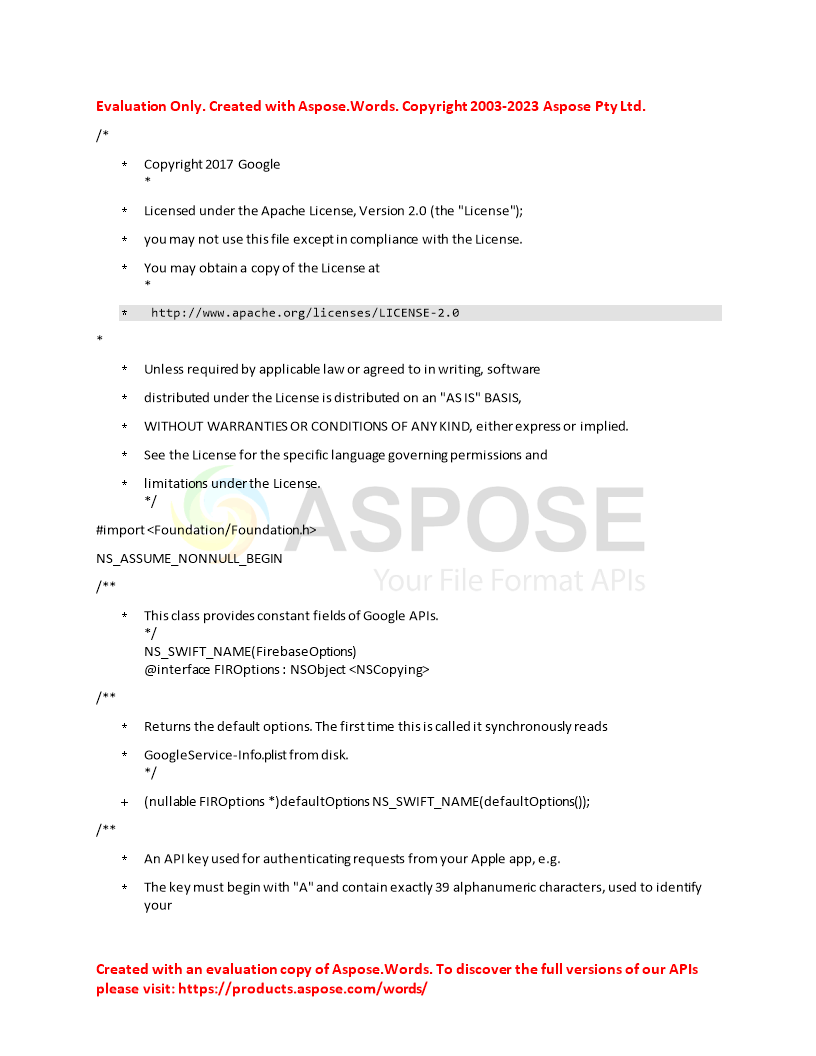 Evaluation Only. Created with Aspose.Words. Copyright 2003-2023 Aspose Pty Ltd.
/*
* Copyright 2017 Google
*
* Licensed under the Apache License, Version 2.0 (the "License");
* you may not use this file except in compliance with the License.
* You may obtain a copy of the License at
*
* http://www.apache.org/licenses/LICENSE-2.0
*
* Unless required by applicable law or agreed to in writing, software
* distributed under the License is distributed on an "AS IS" BASIS,
* WITHOUT WARRANTIES OR CONDITIONS OF ANY KIND, either express or implied.
* See the License for the specific language governing permissions and
* limitations under the License.
*/
ASPOSE
#import <Foundation/Foundation.h>
NS_ASSUME_NONNULL_BEGIN
Your File Format APIs
/**
* This class provides constant fields of Google APIs.
*/
NS_SWIFT_NAME(FirebaseOptions)
@interface FIROptions : NSObject <NSCopying>
/**
* Returns the default options. The first time this is called it synchronously reads
* GoogleService-Info.plist from disk.
*/
+ (nullable FIROptions *)defaultOptions NS_SWIFT_NAME(defaultOptions());
/**
* An API key used for authenticating requests from your Apple app, e.g.
* The key must begin with "A" and contain exactly 39 alphanumeric characters, used to identify
your
Created with an evaluation copy of Aspose.Words. To discover the full versions of our APIs
please visit: https://products.aspose.com/words/